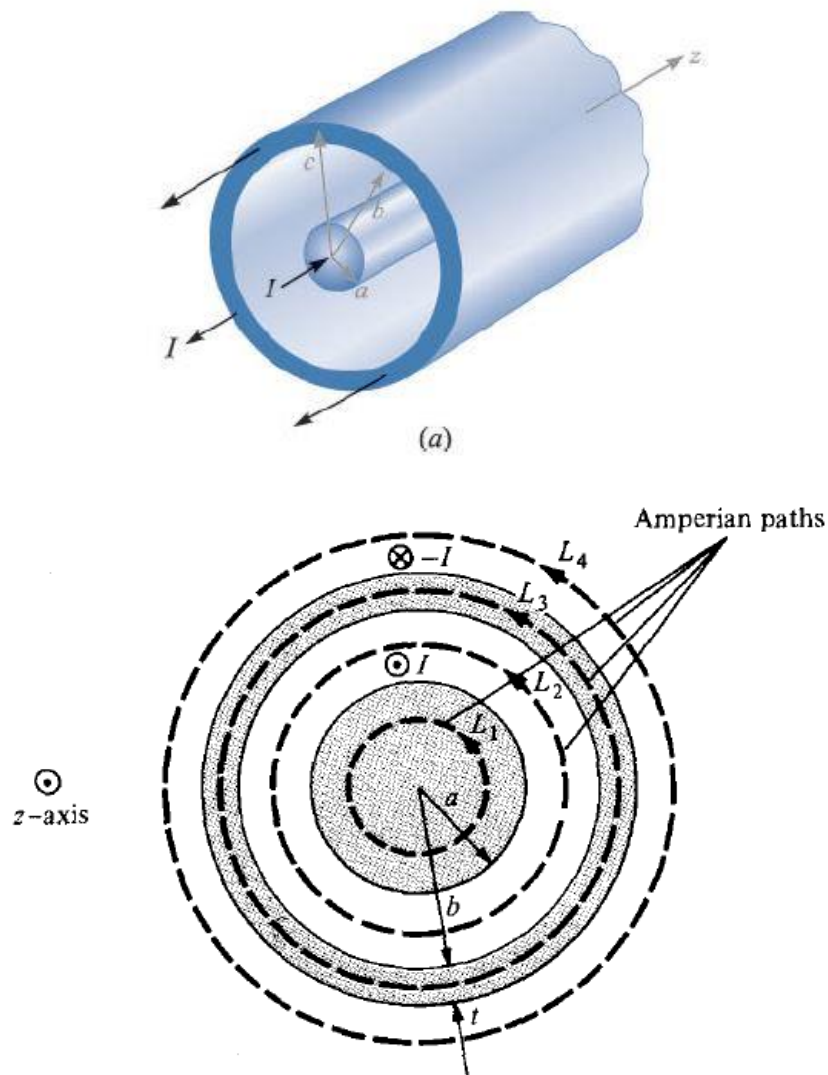 z
c
b
I
a
I
(a)
Amperian paths
⊗ −I
L4
L3
⊙ I
L2
L1
a
⊙
z-axis
b
t